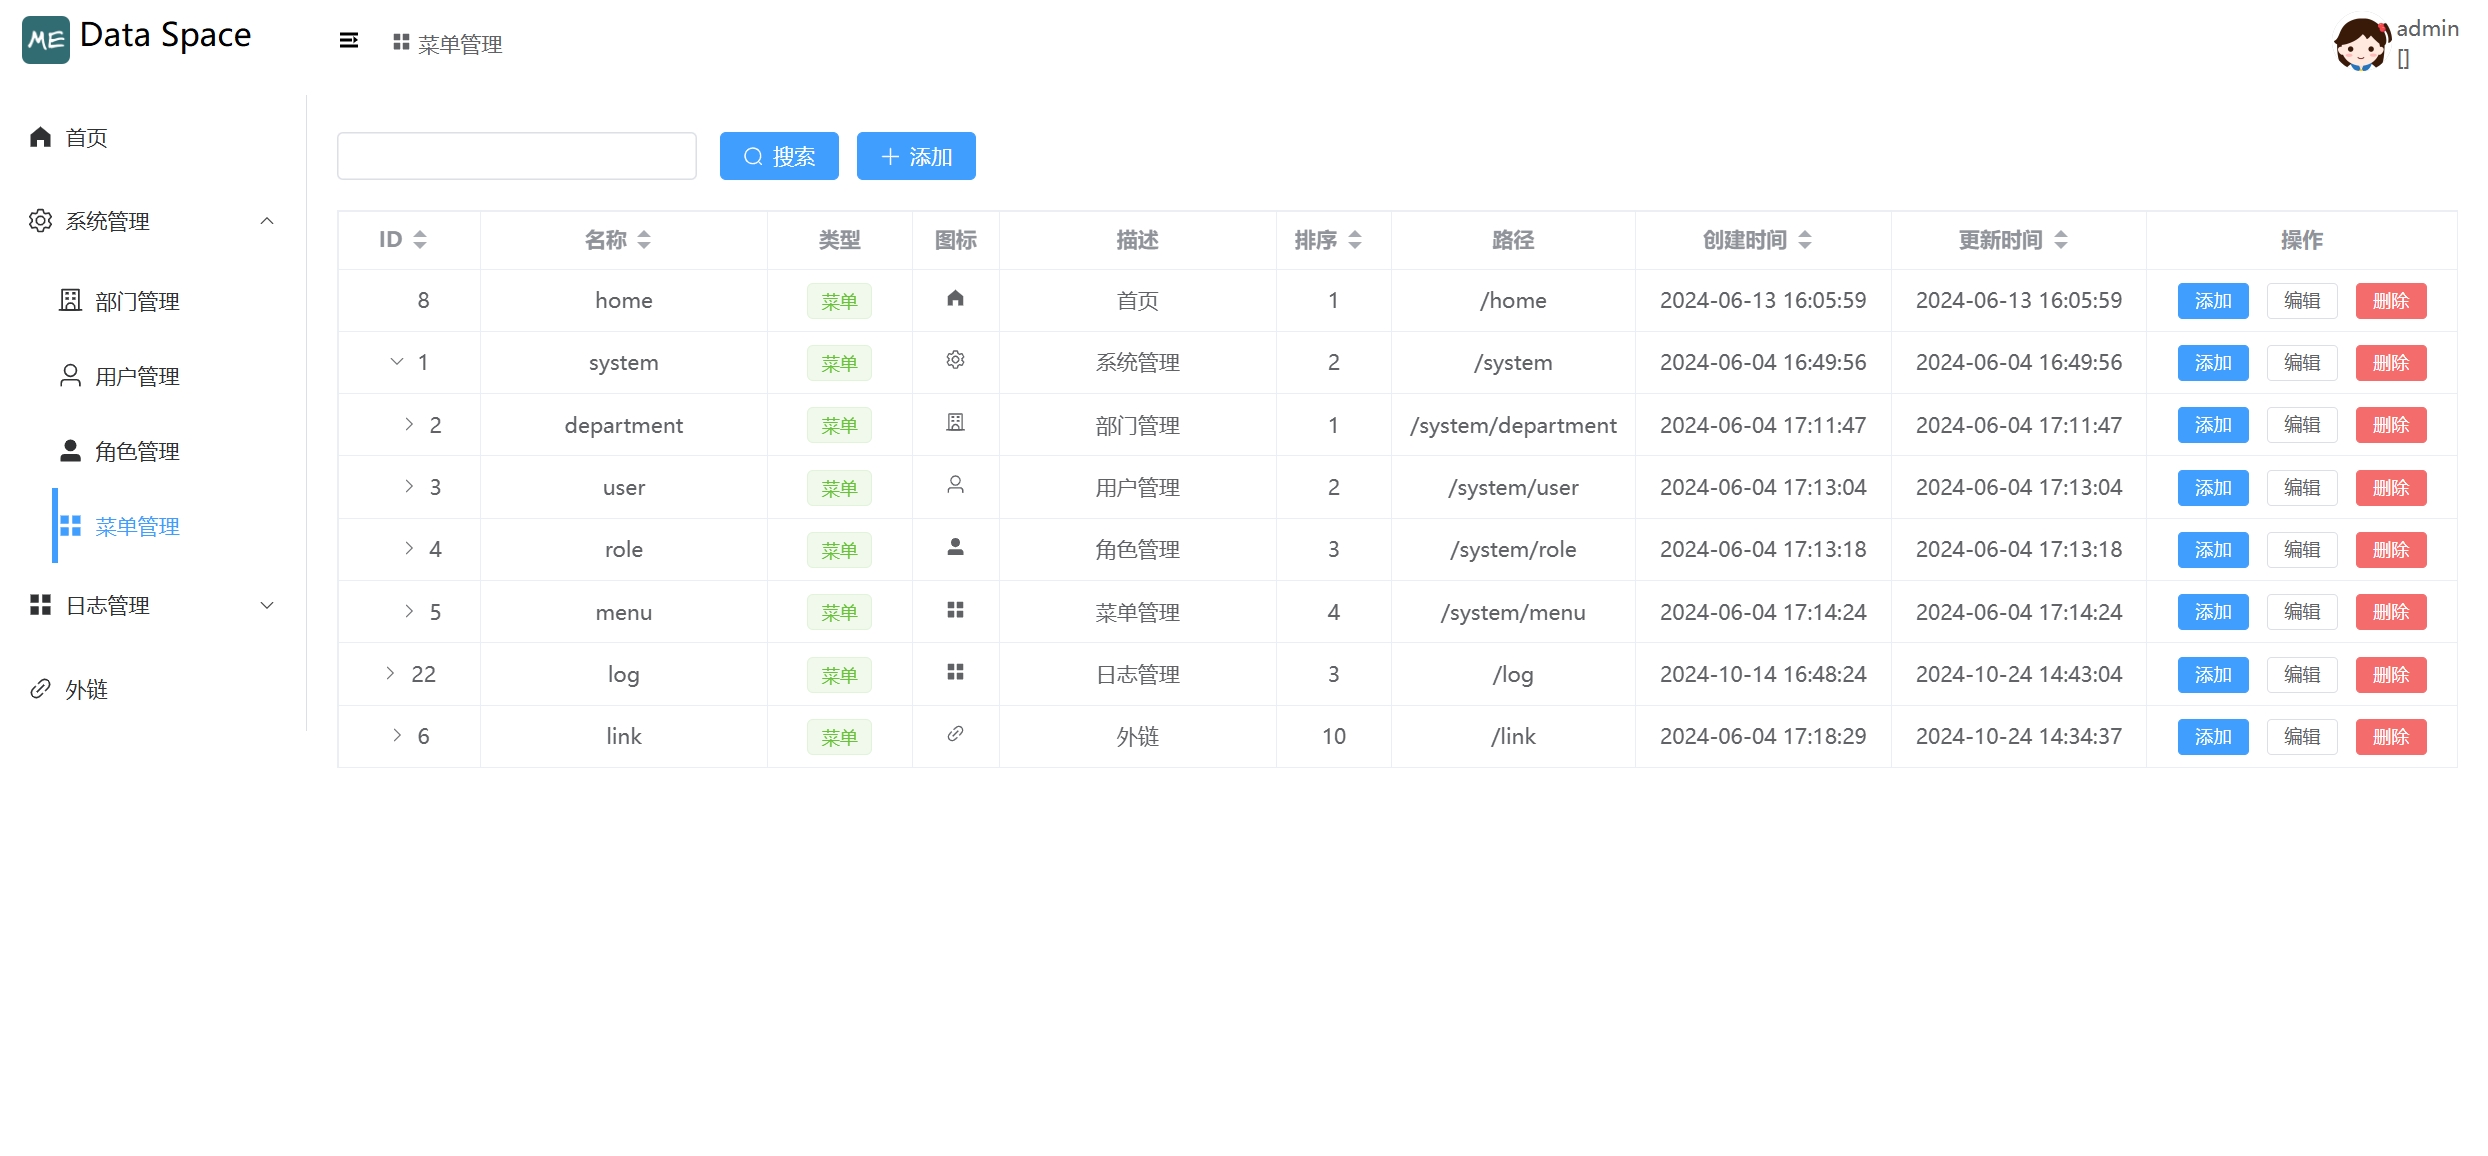 ME Data Space
菜单管理
admin
[]
首页
系统管理
部门管理
用户管理
角色管理
菜单管理
日志管理
外链
搜索 添加
ID 名称 类型 图标 描述 排序 路径 创建时间 更新时间 操作
8 home 菜单 首页 1 /home 2024-06-13 16:05:59 2024-06-13 16:05:59 添加 编辑 删除
1 system 菜单 系统管理 2 /system 2024-06-04 16:49:56 2024-06-04 16:49:56 添加 编辑 删除
2 department 菜单 部门管理 1 /system/department 2024-06-04 17:11:47 2024-06-04 17:11:47 添加 编辑 删除
3 user 菜单 用户管理 2 /system/user 2024-06-04 17:13:04 2024-06-04 17:13:04 添加 编辑 删除
4 role 菜单 角色管理 3 /system/role 2024-06-04 17:13:18 2024-06-04 17:13:18 添加 编辑 删除
5 menu 菜单 菜单管理 4 /system/menu 2024-06-04 17:14:24 2024-06-04 17:14:24 添加 编辑 删除
22 log 菜单 日志管理 3 /log 2024-10-14 16:48:24 2024-10-24 14:43:04 添加 编辑 删除
6 link 菜单 外链 10 /link 2024-06-04 17:18:29 2024-10-24 14:34:37 添加 编辑 删除